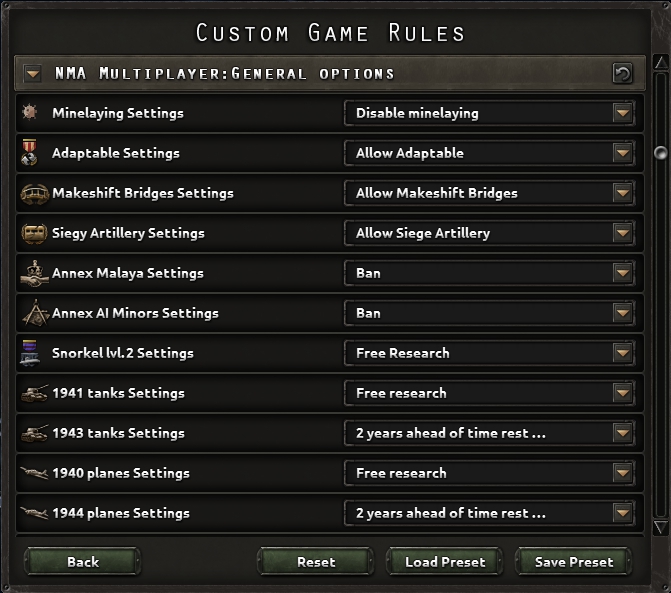 Custom Game Rules
NMA Multiplayer:General options
Minelaying Settings Disable minelaying
Adaptable Settings Allow Adaptable
Makeshift Bridges Settings Allow Makeshift Bridges
Siegy Artillery Settings Allow Siege Artillery
Annex Malaya Settings Ban
Annex AI Minors Settings Ban
Snorkel lvl.2 Settings Free Research
1941 tanks Settings Free research
1943 tanks Settings 2 years ahead of time rest ...
1940 planes Settings Free research
1944 planes Settings 2 years ahead of time rest ...
Back Reset Load Preset Save Preset